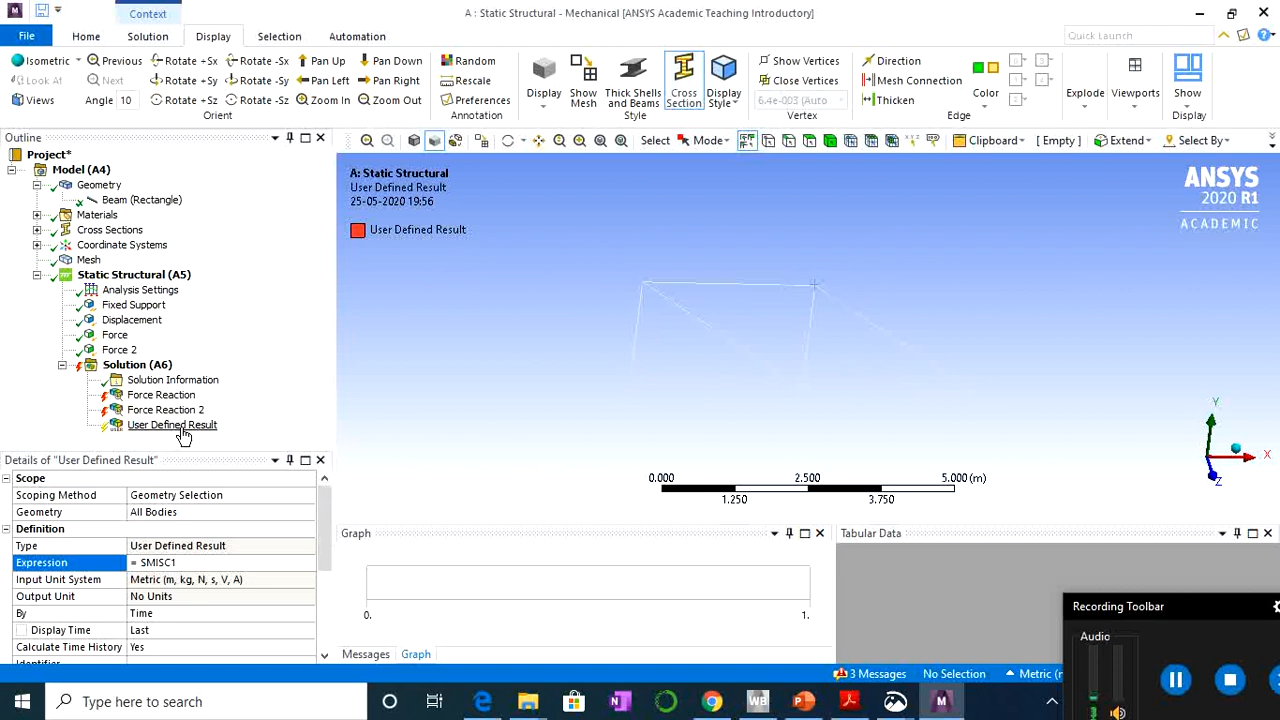 Context
A : Static Structural - Mechanical [ANSYS Academic Teaching Introductory]
File Home Solution Display Selection Automation
Quick Launch
Isometric Previous Rotate +Sx Rotate -Sx Pan Up Pan Down Random Show Vertices Direction
Look At Next Rotate +Sy Rotate -Sy Pan Left Pan Right Rescale Close Vertices Mesh Connection
Views Angle 10 Rotate +Sz Rotate -Sz Zoom In Zoom Out Preferences 6.4e-003 (Auto Thicken
Display Show Mesh Thick Shells and Beams Cross Section Display Style Color Explode Viewports Show
Orient Annotation Style Vertex Edge Display
Outline
Select Mode Clipboard [ Empty ] Extend Select By
Project*
Model (A4)
Geometry
Beam (Rectangle)
Materials
Cross Sections
Coordinate Systems
Mesh
Static Structural (A5)
Analysis Settings
Fixed Support
Displacement
Force
Force 2
Solution (A6)
Solution Information
Force Reaction
Force Reaction 2
User Defined Result
A: Static Structural
User Defined Result
25-05-2020 19:56
User Defined Result
ANSYS
2020 R1
ACADEMIC
Y
X
Z
0.000 2.500 5.000 (m)
1.250 3.750
Details of "User Defined Result"
Scope
Scoping Method Geometry Selection
Geometry All Bodies
Definition
Type User Defined Result
Expression = SMISC1
Input Unit System Metric (m, kg, N, s, V, A)
Output Unit No Units
By Time
Display Time Last
Calculate Time History Yes
Identifier
Graph
0. 1.
Messages Graph
Tabular Data
Recording Toolbar
Audio
3 Messages No Selection Metric (m
Type here to search
WB